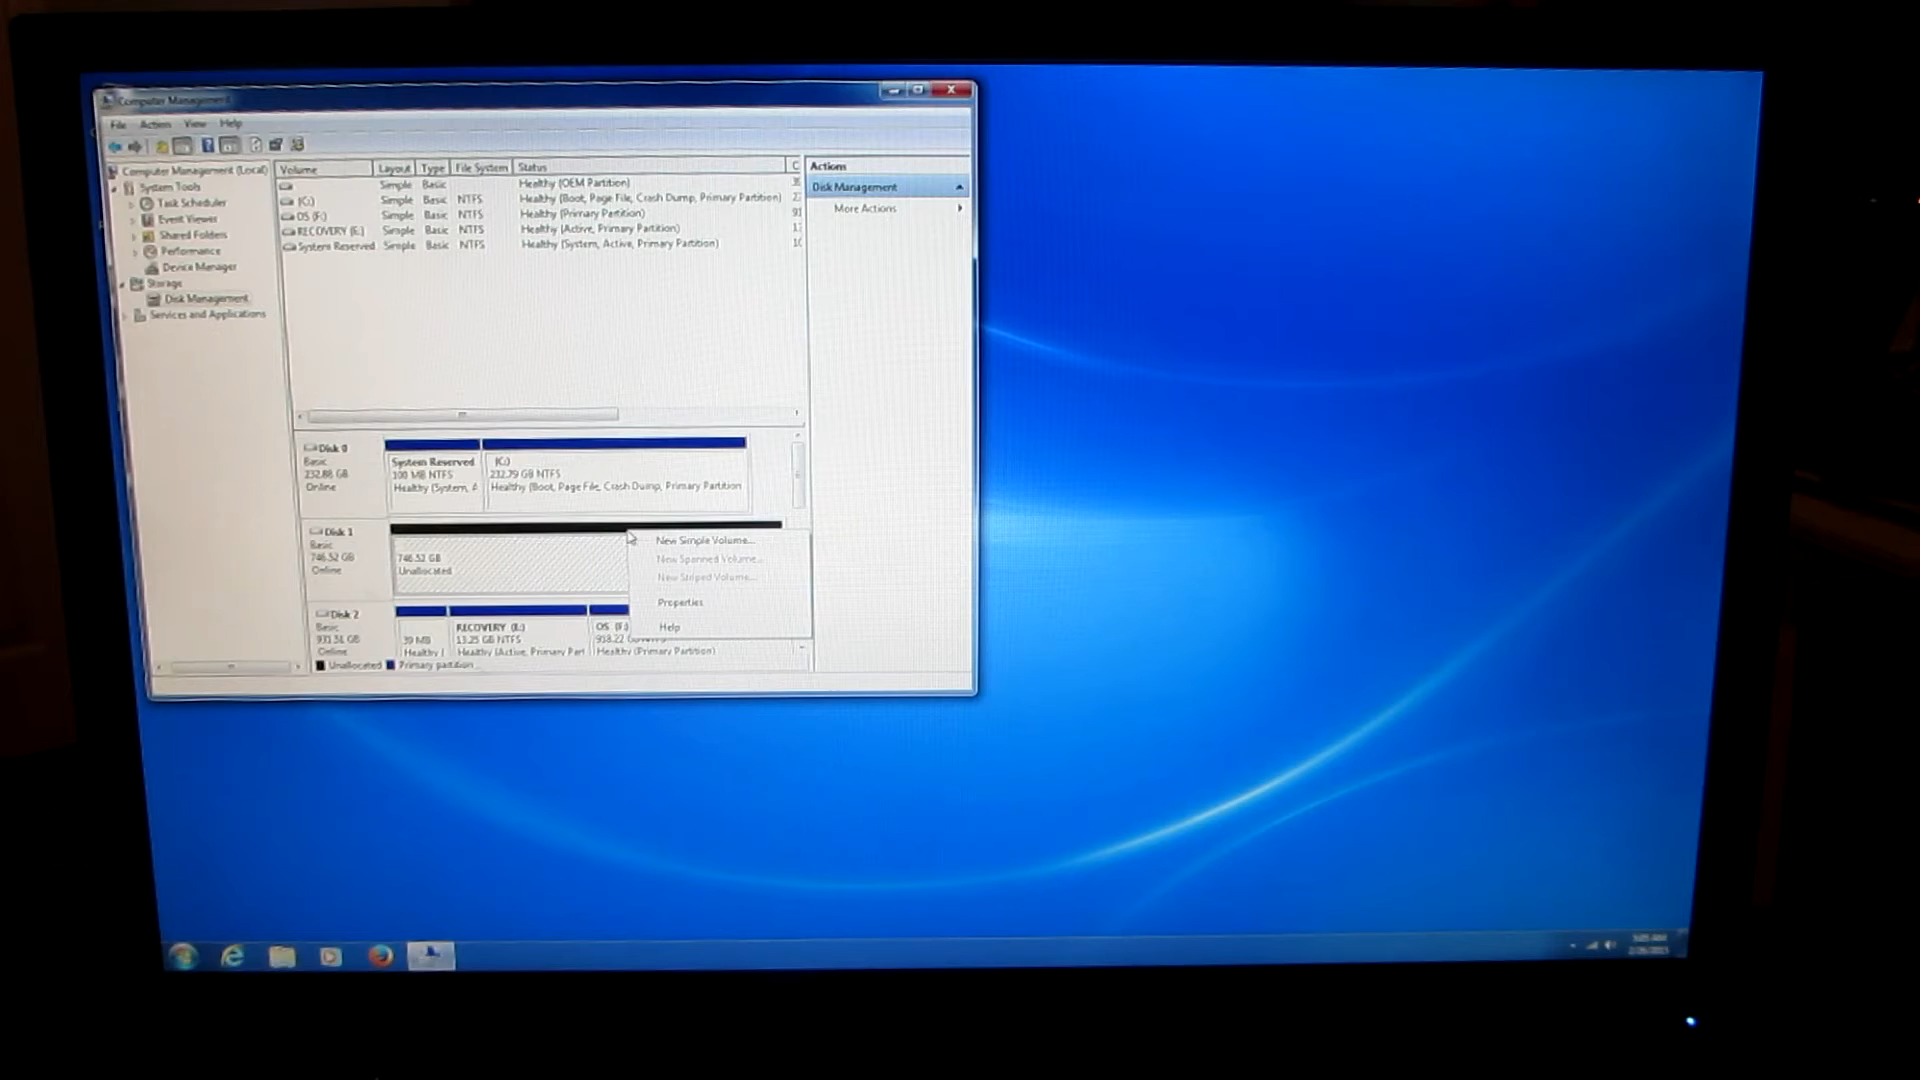 Computer Management
File Action View Help
Computer Management (Local)
System Tools
Task Scheduler
Event Viewer
Shared Folders
Performance
Device Manager
Storage
Disk Management
Services and Applications
Volume Layout Type File System Status C
Simple Basic Healthy (OEM Partition)
(C:) Simple Basic NTFS Healthy (Boot, Page File, Crash Dump, Primary Partition)
OS (F:) Simple Basic NTFS Healthy (Primary Partition)
RECOVERY (E:) Simple Basic NTFS Healthy (Active, Primary Partition)
System Reserved Simple Basic NTFS Healthy (System, Active, Primary Partition)
Actions
Disk Management
More Actions
Disk 0
Basic
232.88 GB
Online
System Reserved
100 MB NTFS
Healthy (System, A
(C:)
232.79 GB NTFS
Healthy (Boot, Page File, Crash Dump, Primary Partition
Disk 1
Basic
746.52 GB
Online
746.52 GB
Unallocated
New Simple Volume...
New Spanned Volume...
New Striped Volume...
Properties
Help
Disk 2
Basic
931.51 GB
Online
39 MB
Healthy (
RECOVERY (E:)
13.25 GB NTFS
Healthy (Active, Primary Part
OS (F:)
918.22
Healthy (Primary Partition)
Unallocated Primary partition